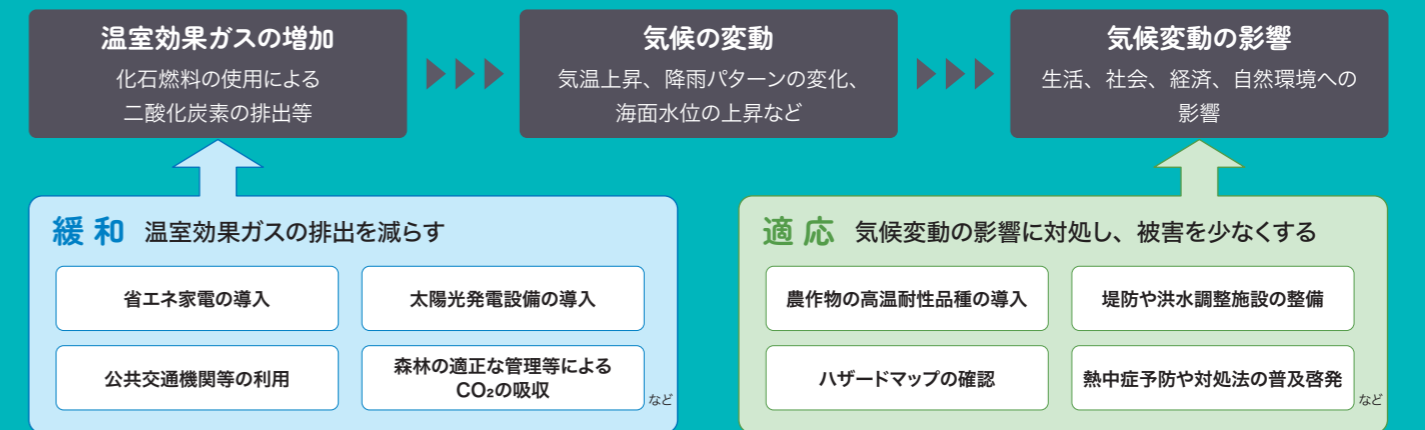 温室効果ガスの増加
化石燃料の使用による
二酸化炭素の排出等
気候の変動
気温上昇、降雨パターンの変化、
海面水位の上昇など
気候変動の影響
生活、社会、経済、自然環境への
影響
緩和 温室効果ガスの排出を減らす
省エネ家電の導入
太陽光発電設備の導入
公共交通機関等の利用
森林の適正な管理等による
CO₂の吸収
など
適応 気候変動の影響に対処し、被害を少なくする
農作物の高温耐性品種の導入
堤防や洪水調整施設の整備
ハザードマップの確認
熱中症予防や対処法の普及啓発
など